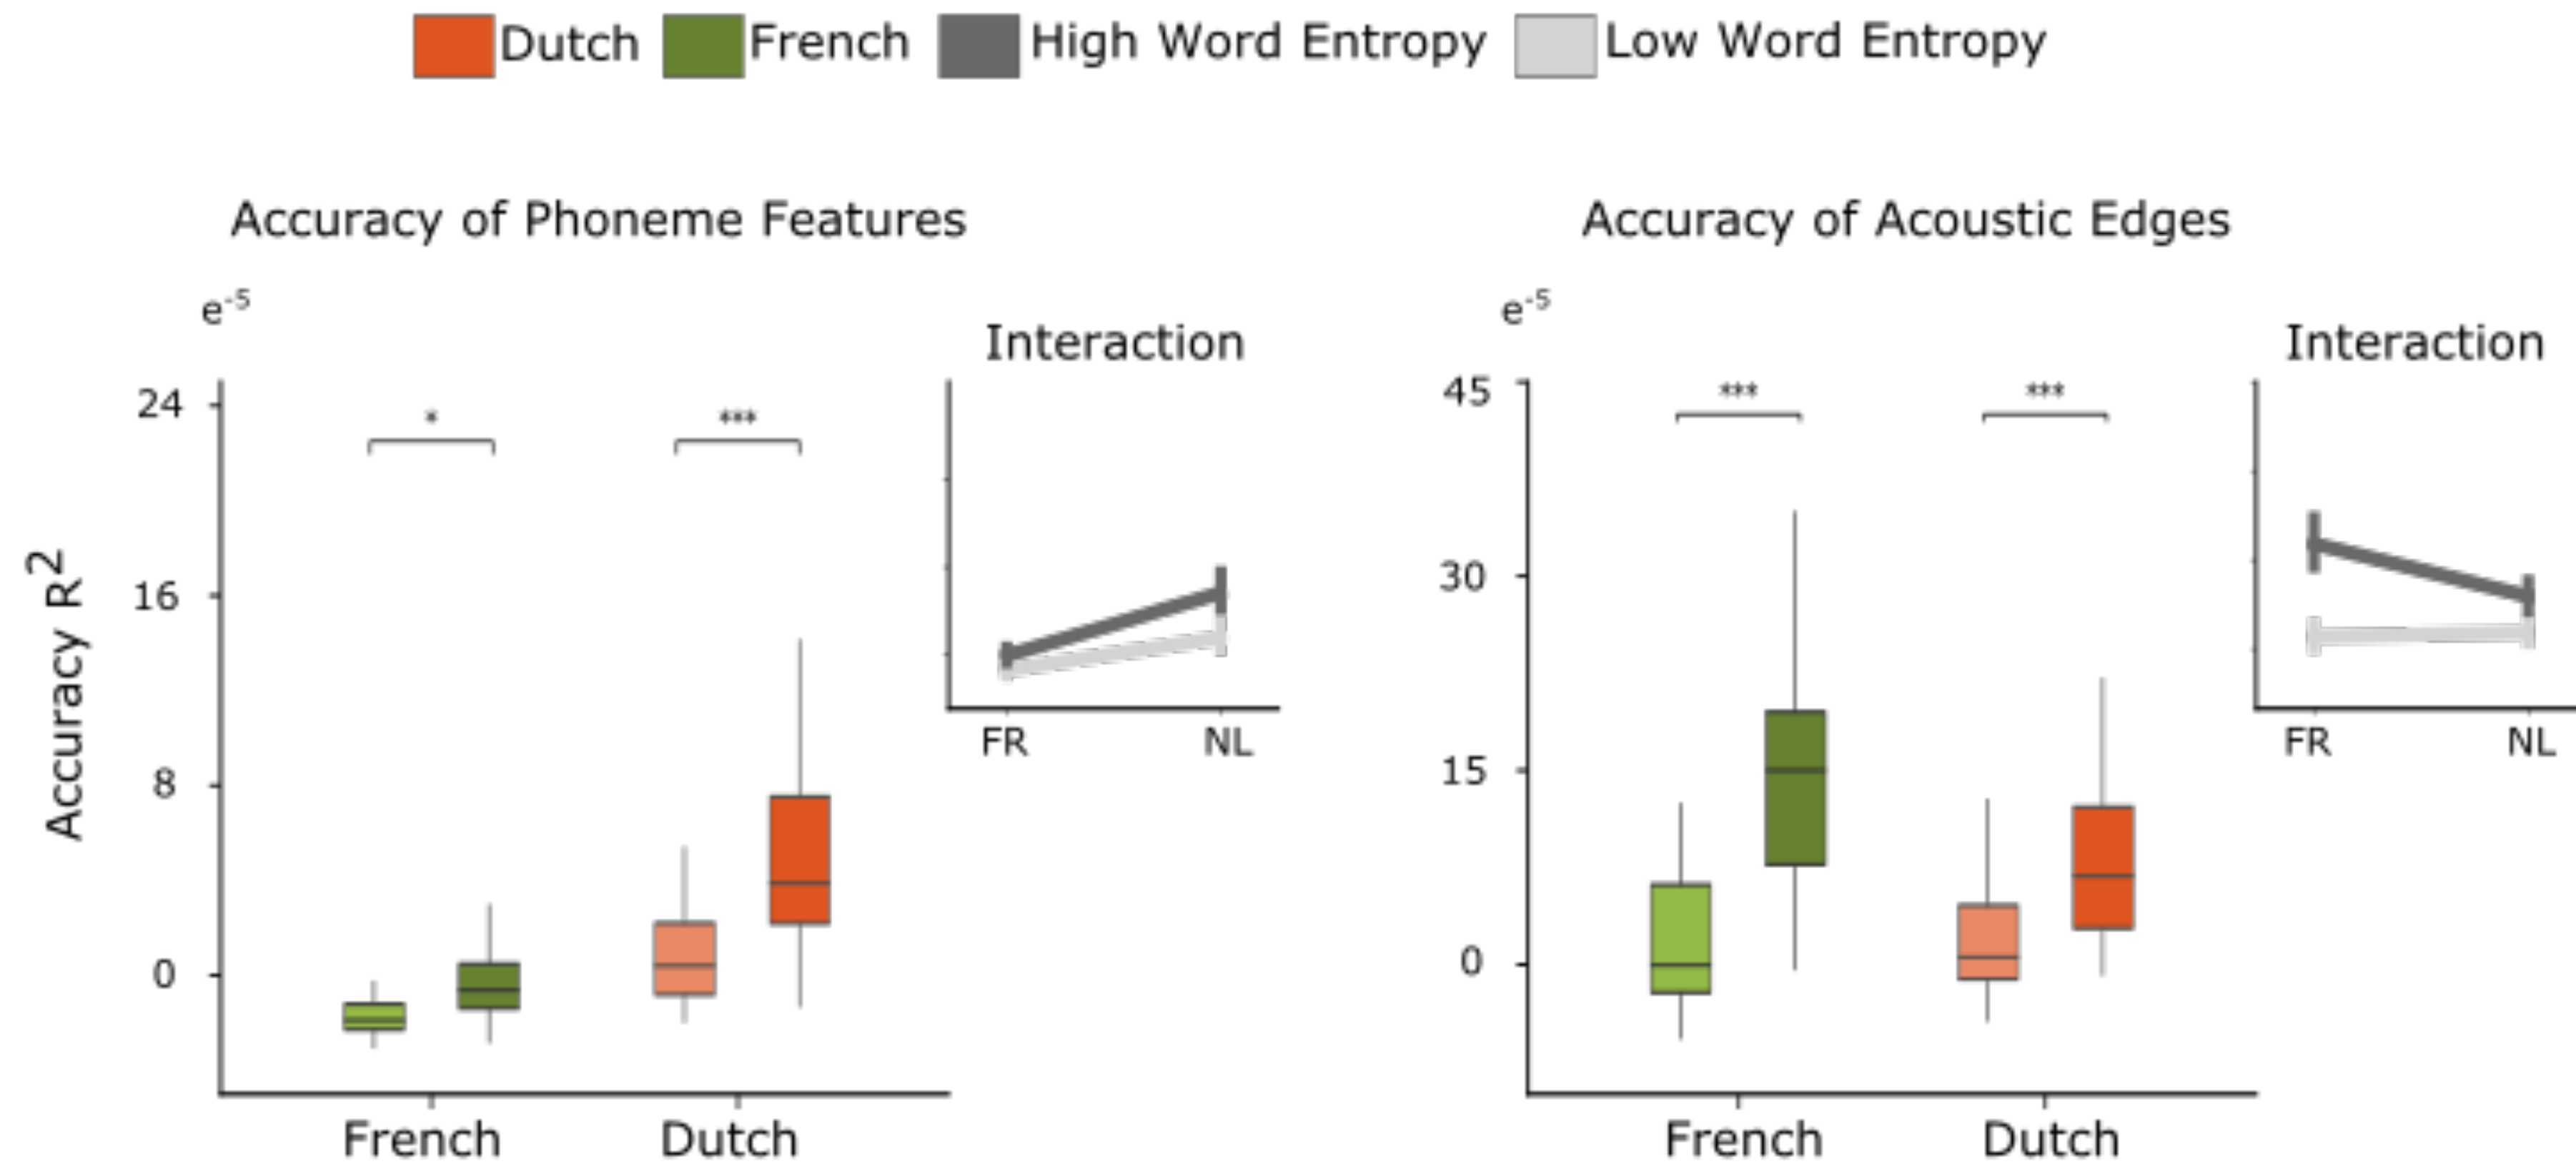 Dutch French High Word Entropy Low Word Entropy
Accuracy of Phoneme Features
e-5
Interaction
24
16
8
0
* ***
Accuracy R2
French Dutch
FR NL
Accuracy of Acoustic Edges
e-5
Interaction
45
30
15
0
*** ***
French Dutch
FR NL